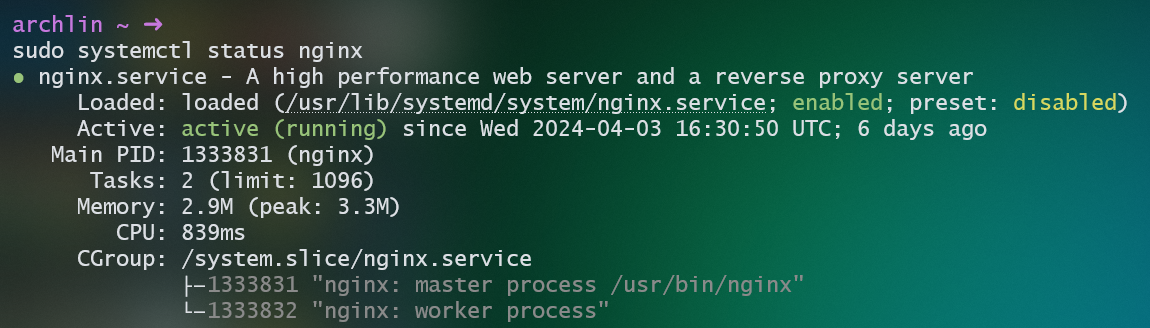 archlin ~ ➜
sudo systemctl status nginx
● nginx.service - A high performance web server and a reverse proxy server
     Loaded: loaded (/usr/lib/systemd/system/nginx.service; enabled; preset: disabled)
     Active: active (running) since Wed 2024-04-03 16:30:50 UTC; 6 days ago
   Main PID: 1333831 (nginx)
      Tasks: 2 (limit: 1096)
     Memory: 2.9M (peak: 3.3M)
        CPU: 839ms
     CGroup: /system.slice/nginx.service
             ├─1333831 "nginx: master process /usr/bin/nginx"
             └─1333832 "nginx: worker process"